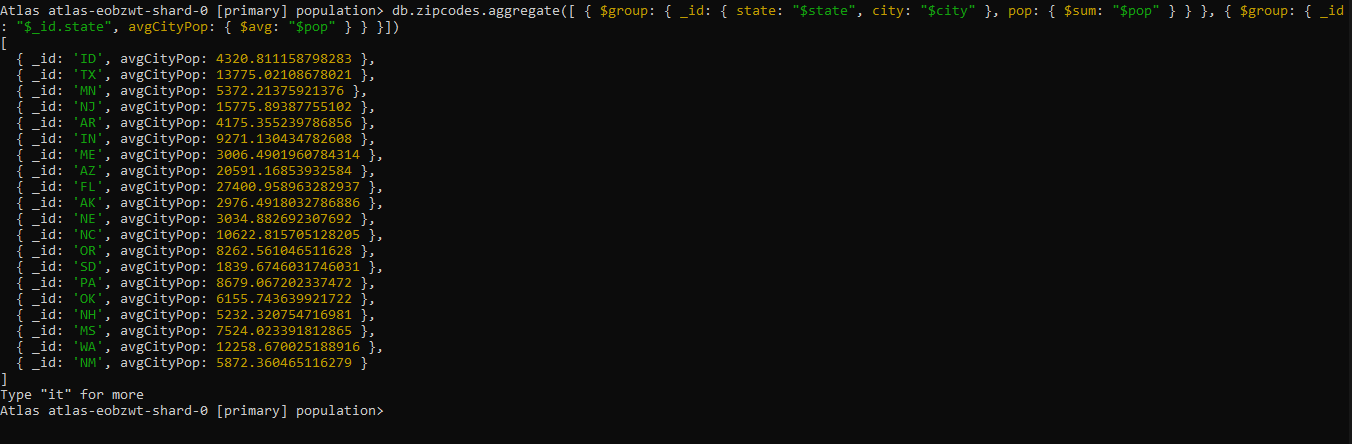 Atlas atlas-eobzwt-shard-0 [primary] population> db.zipcodes.aggregate([ { $group: { _id: { state: "$state", city: "$city" }, pop: { $sum: "$pop" } } }, { $group: { _id
: "$_id.state", avgCityPop: { $avg: "$pop" } } }])
[
  { _id: 'ID', avgCityPop: 4320.811158798283 },
  { _id: 'TX', avgCityPop: 13775.02108678021 },
  { _id: 'MN', avgCityPop: 5372.21375921376 },
  { _id: 'NJ', avgCityPop: 15775.89387755102 },
  { _id: 'AR', avgCityPop: 4175.355239786856 },
  { _id: 'IN', avgCityPop: 9271.130434782608 },
  { _id: 'ME', avgCityPop: 3006.4901960784314 },
  { _id: 'AZ', avgCityPop: 20591.16853932584 },
  { _id: 'FL', avgCityPop: 27400.958963282937 },
  { _id: 'AK', avgCityPop: 2976.4918032786886 },
  { _id: 'NE', avgCityPop: 3034.882692307692 },
  { _id: 'NC', avgCityPop: 10622.815705128205 },
  { _id: 'OR', avgCityPop: 8262.561046511628 },
  { _id: 'SD', avgCityPop: 1839.6746031746031 },
  { _id: 'PA', avgCityPop: 8679.067202337472 },
  { _id: 'OK', avgCityPop: 6155.743639921722 },
  { _id: 'NH', avgCityPop: 5232.320754716981 },
  { _id: 'MS', avgCityPop: 7524.023391812865 },
  { _id: 'WA', avgCityPop: 12258.670025188916 },
  { _id: 'NM', avgCityPop: 5872.360465116279 }
]
Type "it" for more
Atlas atlas-eobzwt-shard-0 [primary] population>